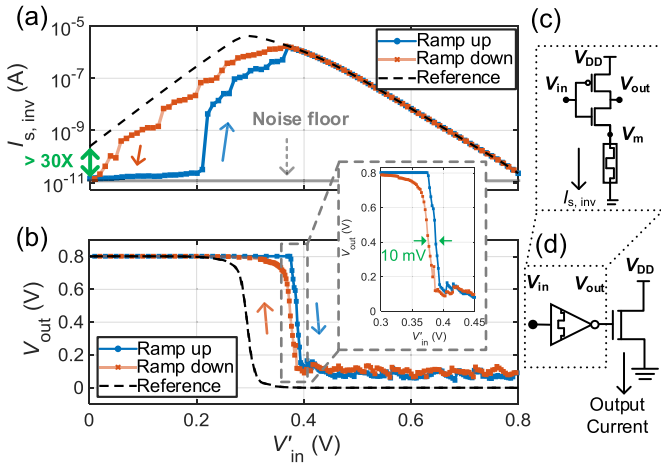 (a)
10^-5
10^-7
10^-9
10^-11
I_s, inv (A)
> 30X
Ramp up
Ramp down
Reference
Noise floor
(b)
0.8
0.6
0.4
0.2
0
V_out (V)
Ramp up
Ramp down
Reference
0
0.2
0.4
0.6
0.8
V'_in (V)
0.8
0.6
0.4
0.2
0
V_out (V)
10 mV
0.3
0.35
0.4
0.45
V'_in (V)
(c)
V_DD
V_in
V_out
V_m
I_s, inv
(d)
V_in
V_out
V_DD
Output
Current